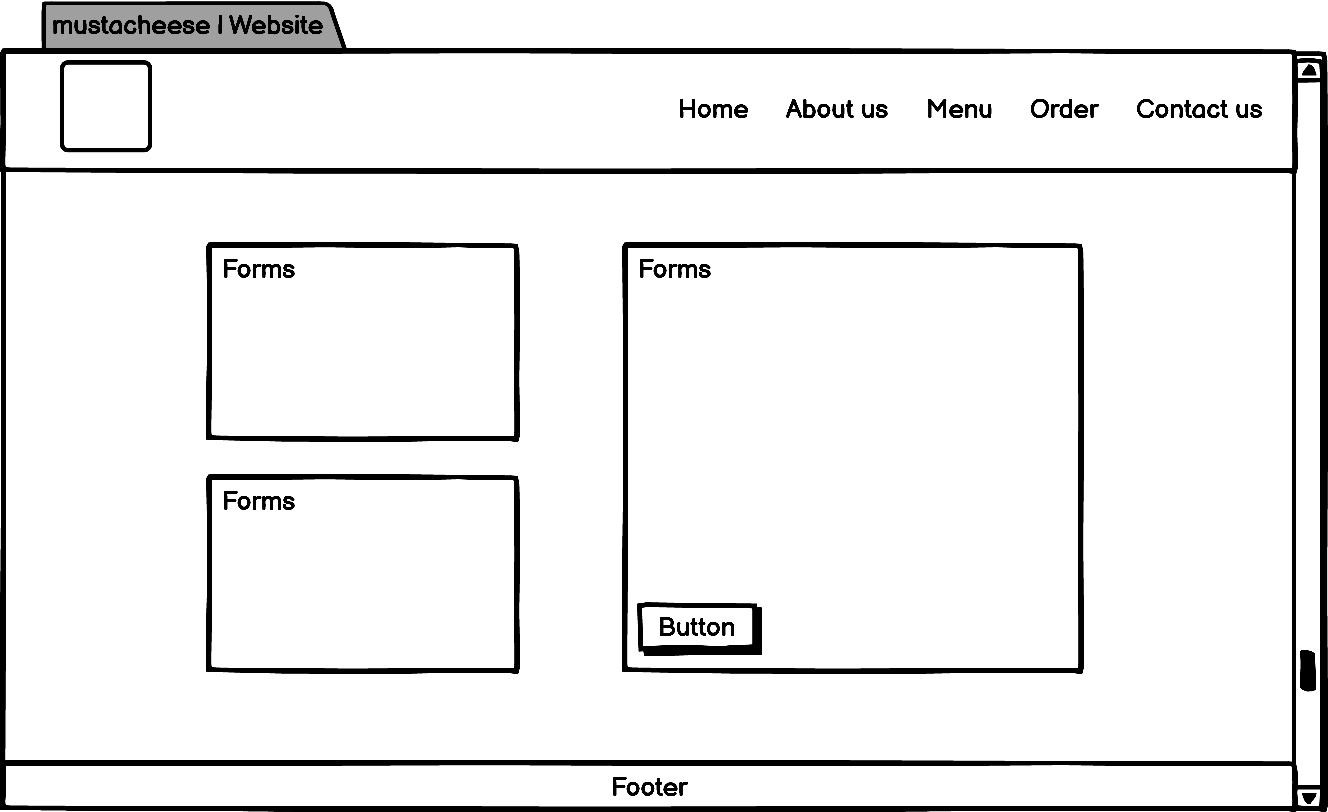 mustacheese | Website
Home About us Menu Order Contact us
Forms
Forms
Forms
Button
Footer